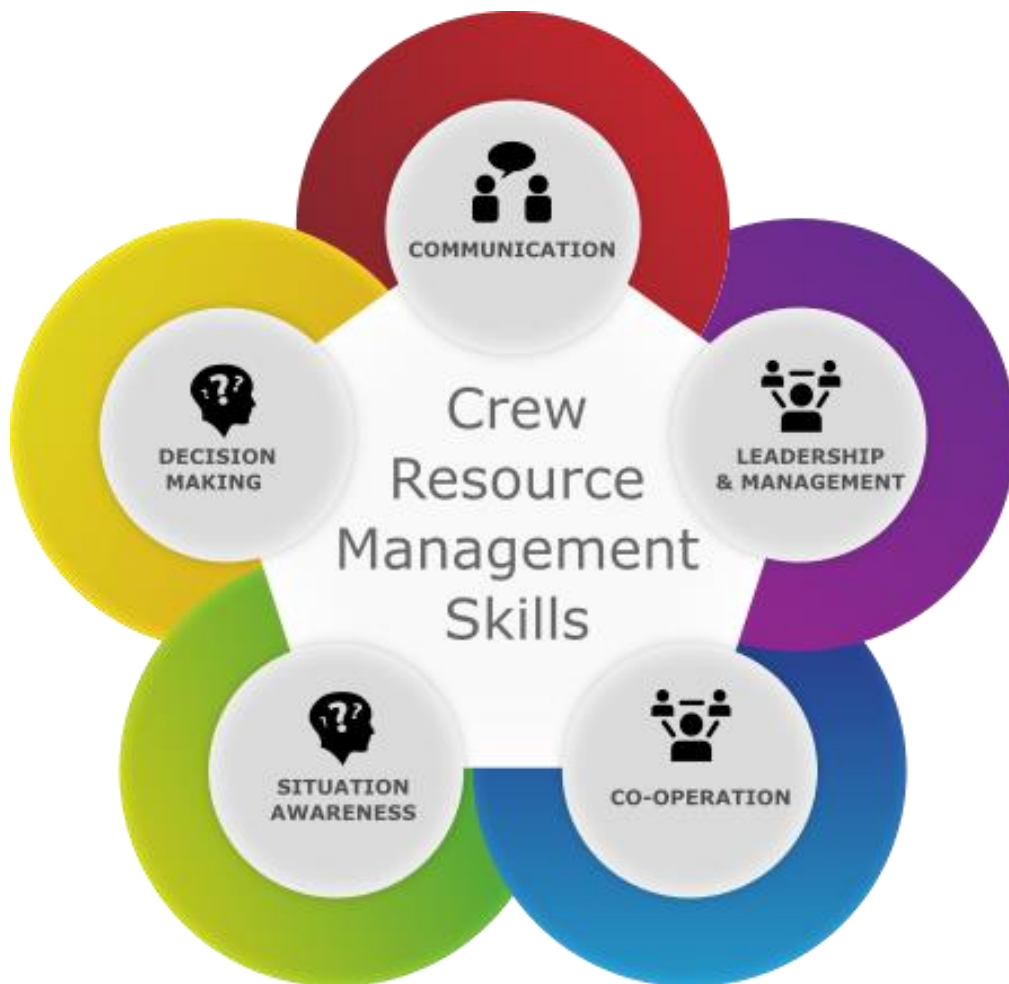 COMMUNICATION
DECISION
MAKING
Crew
Resource
Management
Skills
LEADERSHIP
& MANAGEMENT
SITUATION
AWARENESS
CO-OPERATION